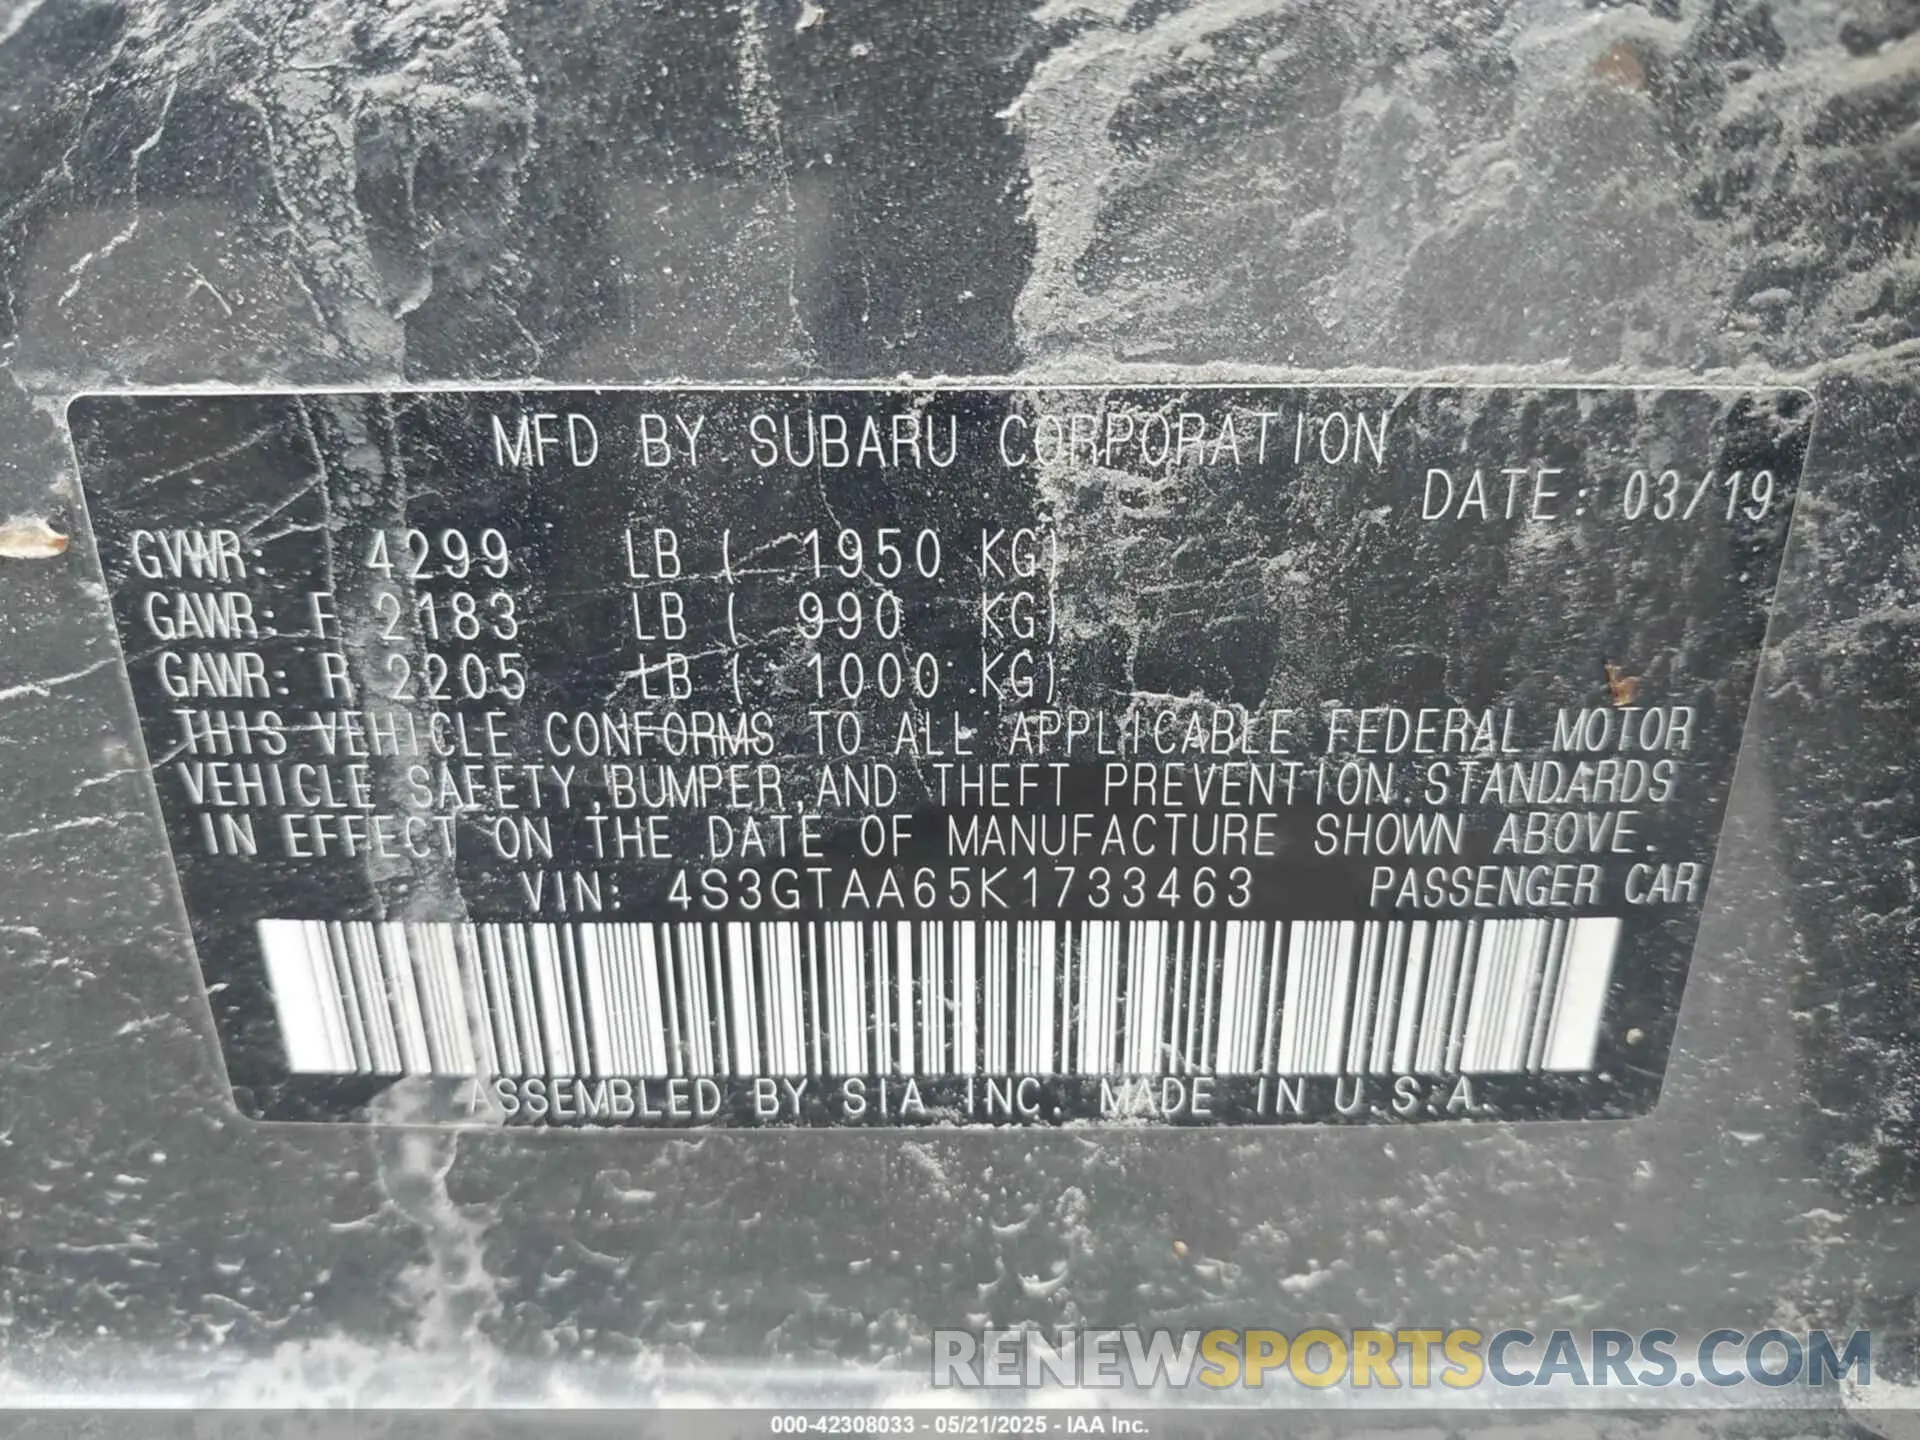 MFD BY SUBARU CORPORATION
DATE: 03/19
GVWR: 4299 LB ( 1950 KG)
GAWR: F 2183 LB ( 990 KG)
GAWR: R 2205 LB ( 1000 KG)
THIS VEHICLE CONFORMS TO ALL APPLICABLE FEDERAL MOTOR
VEHICLE SAFETY,BUMPER,AND THEFT PREVENTION STANDARDS
IN EFFECT ON THE DATE OF MANUFACTURE SHOWN ABOVE.
VIN: 4S3GTAA65K1733463 PASSENGER CAR
ASSEMBLED BY SIA INC. MADE IN U.S.A.
RENEWSPORTSCARS.COM
000-42308033 - 05/21/2025 - IAA Inc.